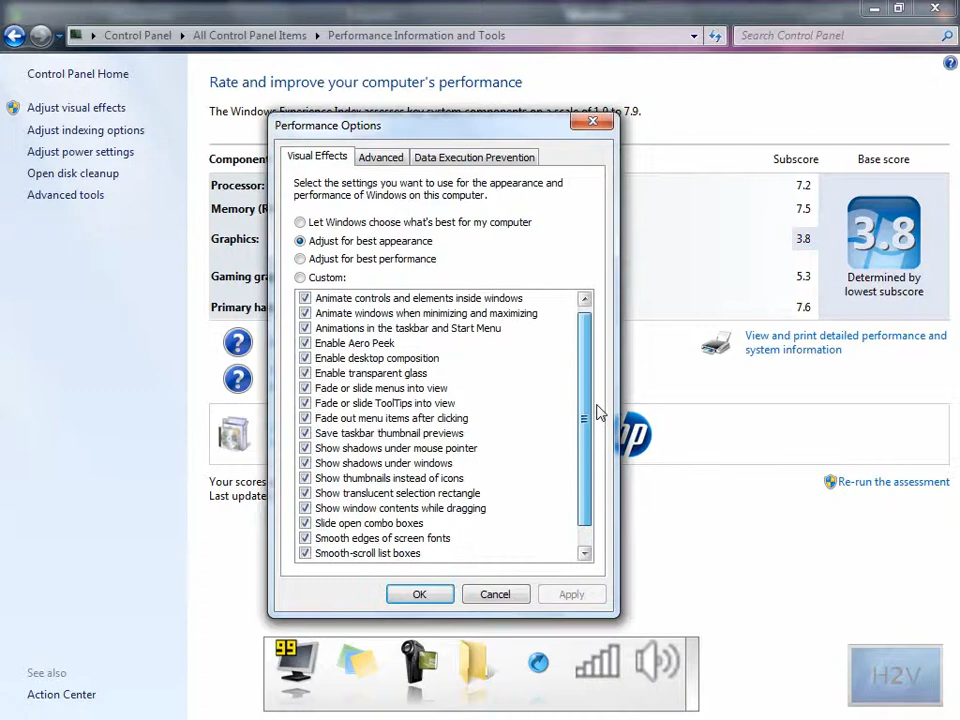 Control Panel
All Control Panel Items
Performance Information and Tools
Search Control Panel
Control Panel Home
Adjust visual effects
Adjust indexing options
Adjust power settings
Open disk cleanup
Advanced tools
See also
Action Center
Rate and improve your computer's performance
The Windows Experience Index assesses key system components on a scale of 1.0 to 7.9.
Component
Subscore
Base score
Processor:
7.2
Memory (R
7.5
Graphics:
3.8
Gaming gra
5.3
Primary ha
7.6
3.8
Determined by
lowest subscore
View and print detailed performance and
system information
hp
Your scores
Last update
Re-run the assessment
Performance Options
Visual Effects
Advanced
Data Execution Prevention
Select the settings you want to use for the appearance and
performance of Windows on this computer.
Let Windows choose what's best for my computer
Adjust for best appearance
Adjust for best performance
Custom:
Animate controls and elements inside windows
Animate windows when minimizing and maximizing
Animations in the taskbar and Start Menu
Enable Aero Peek
Enable desktop composition
Enable transparent glass
Fade or slide menus into view
Fade or slide ToolTips into view
Fade out menu items after clicking
Save taskbar thumbnail previews
Show shadows under mouse pointer
Show shadows under windows
Show thumbnails instead of icons
Show translucent selection rectangle
Show window contents while dragging
Slide open combo boxes
Smooth edges of screen fonts
Smooth-scroll list boxes
OK
Cancel
Apply
99
H2V